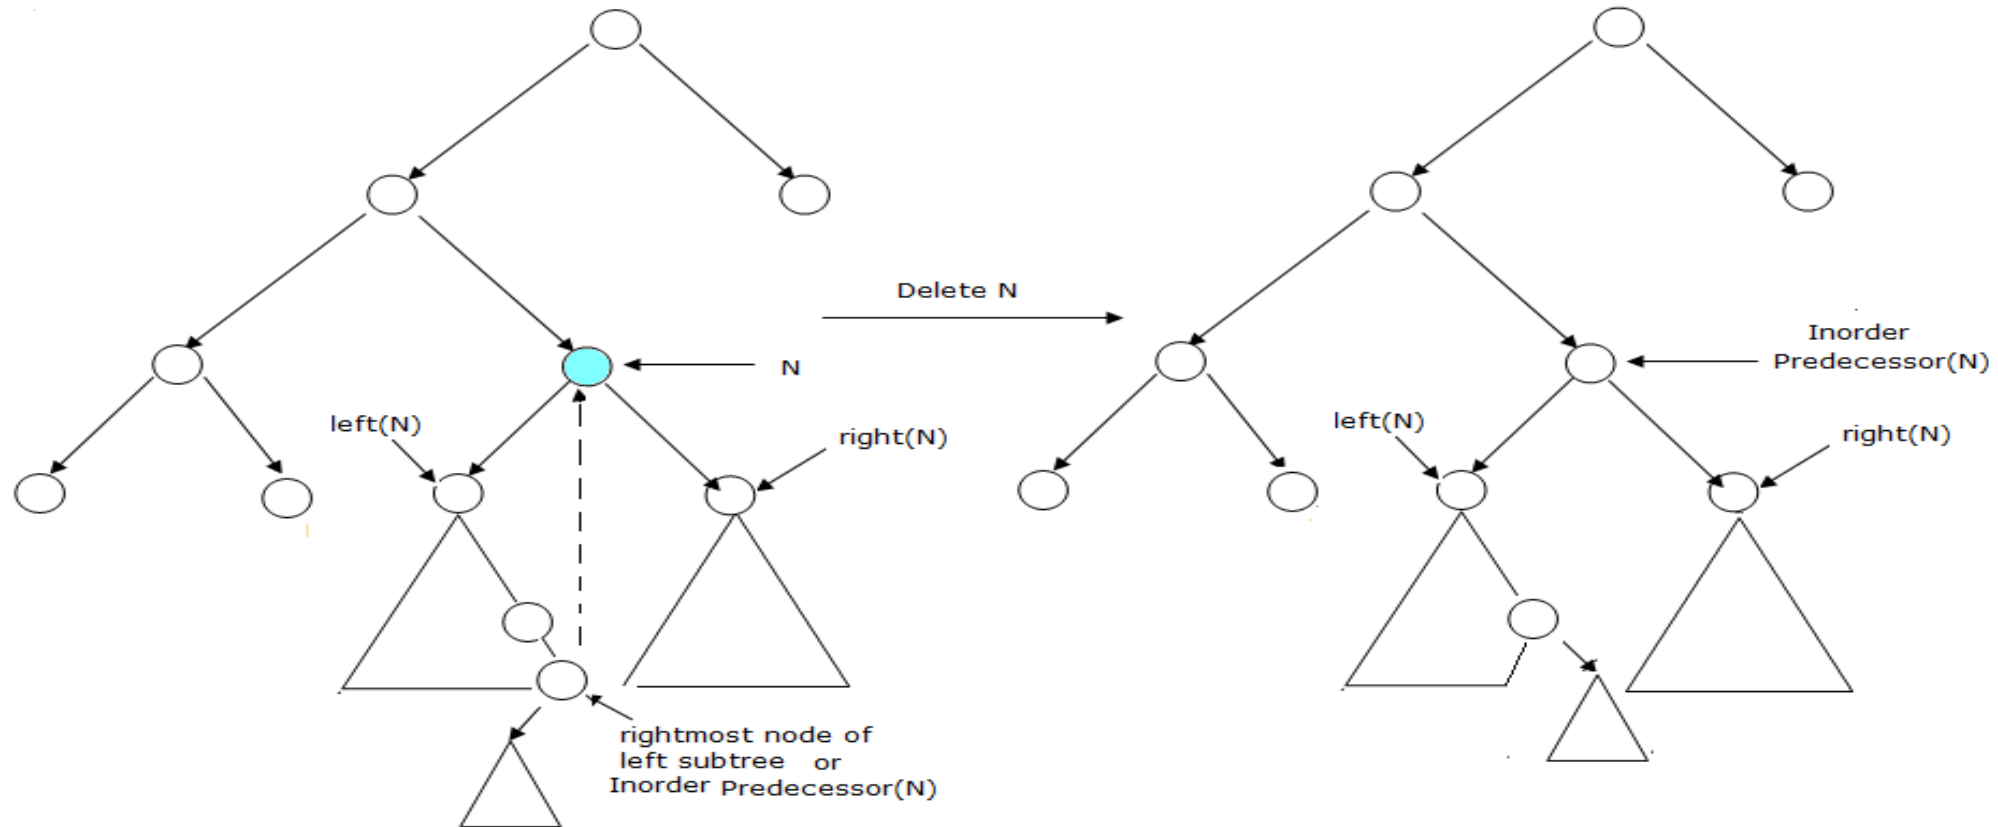 Delete N
N
left(N)
right(N)
rightmost node of
left subtree or
Inorder Predecessor(N)
Inorder
Predecessor(N)
left(N)
right(N)